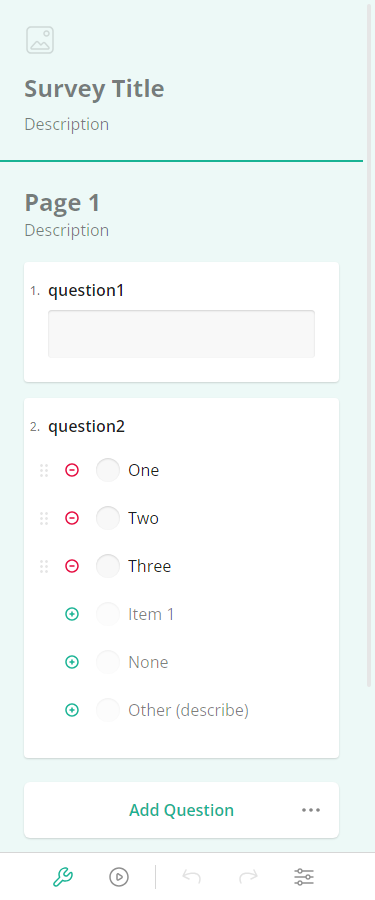 Survey Title
Description
Page 1
Description
1. question1
2. question2
One
Two
Three
Item 1
None
Other (describe)
Add Question